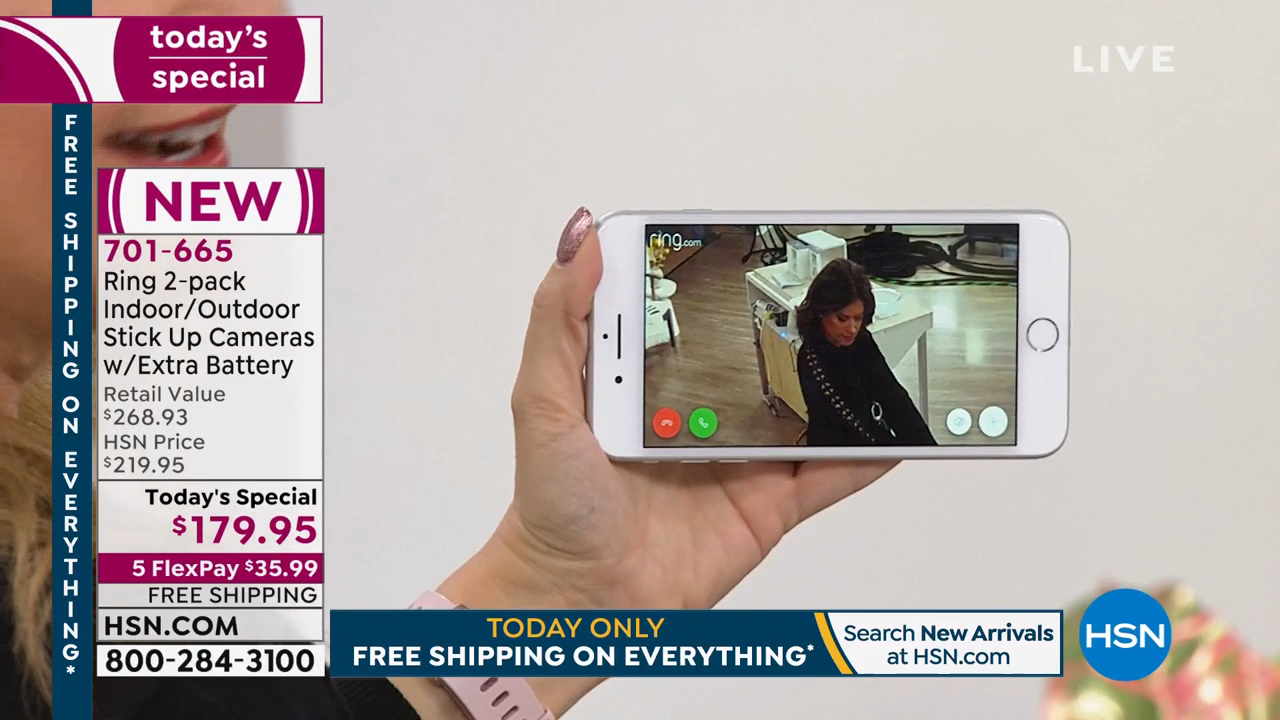 today's
special
LIVE
FREE SHIPPING ON EVERYTHING*
NEW
701-665
Ring 2-pack
Indoor/Outdoor
Stick Up Cameras
w/Extra Battery
Retail Value
$268.93
HSN Price
$219.95
Today's Special
$179.95
5 FlexPay $35.99
FREE SHIPPING
HSN.COM
800-284-3100
ring.com
TODAY ONLY
FREE SHIPPING ON EVERYTHING*
Search New Arrivals
at HSN.com
HSN